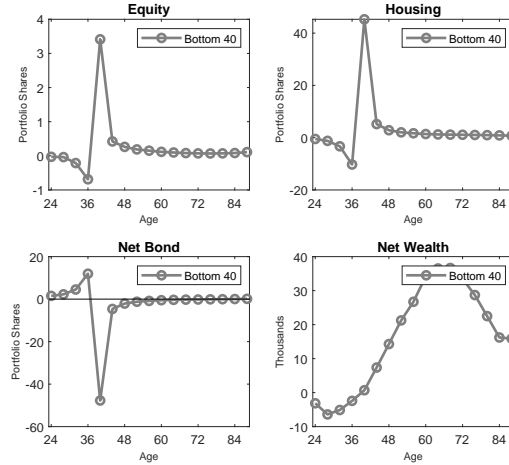 Equity
Portfolio Shares
4
3
2
1
0
-1
Bottom 40
24 36 48 60 72 84
Age
Housing
Portfolio Shares
40
20
0
-20
Bottom 40
24 36 48 60 72 84
Age
Net Bond
Portfolio Shares
20
0
-20
-40
-60
Bottom 40
24 36 48 60 72 84
Age
Net Wealth
Thousands
40
30
20
10
0
-10
Bottom 40
24 36 48 60 72 84
Age